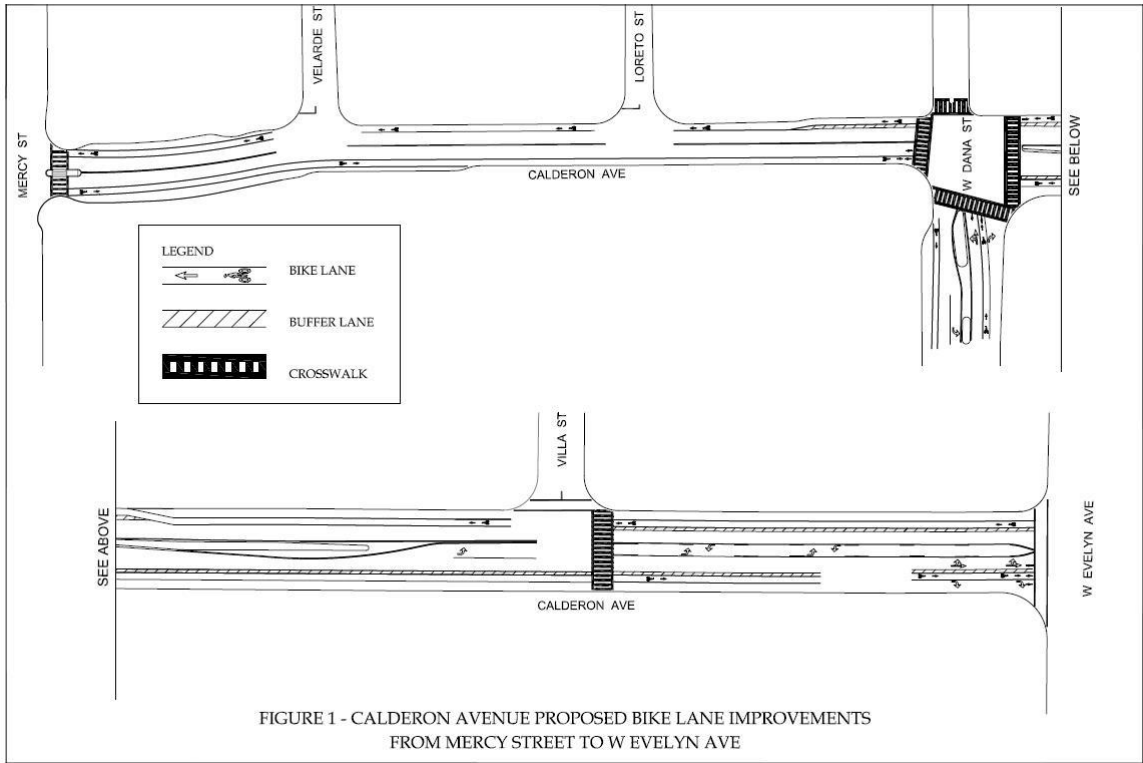 VELARDE ST
LORETO ST
MERCY ST
CALDERON AVE
W DANA ST
SEE BELOW
LEGEND
BIKE LANE
BUFFER LANE
CROSSWALK
VILLA ST
SEE ABOVE
W EVELYN AVE
CALDERON AVE
FIGURE 1 - CALDERON AVENUE PROPOSED BIKE LANE IMPROVEMENTS
FROM MERCY STREET TO W EVELYN AVE